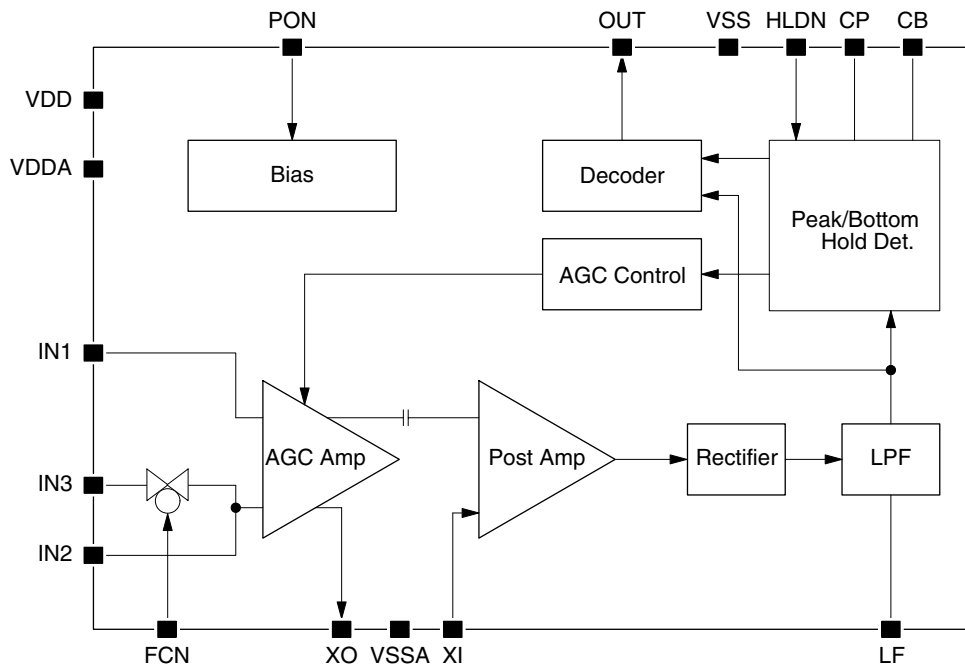 PON OUT VSS HLDN CP CB
VDD
VDDA
Bias
Decoder
Peak/Bottom
Hold Det.
AGC Control
IN1
AGC Amp
Post Amp
Rectifier
LPF
IN3
IN2
FCN XO VSSA XI LF